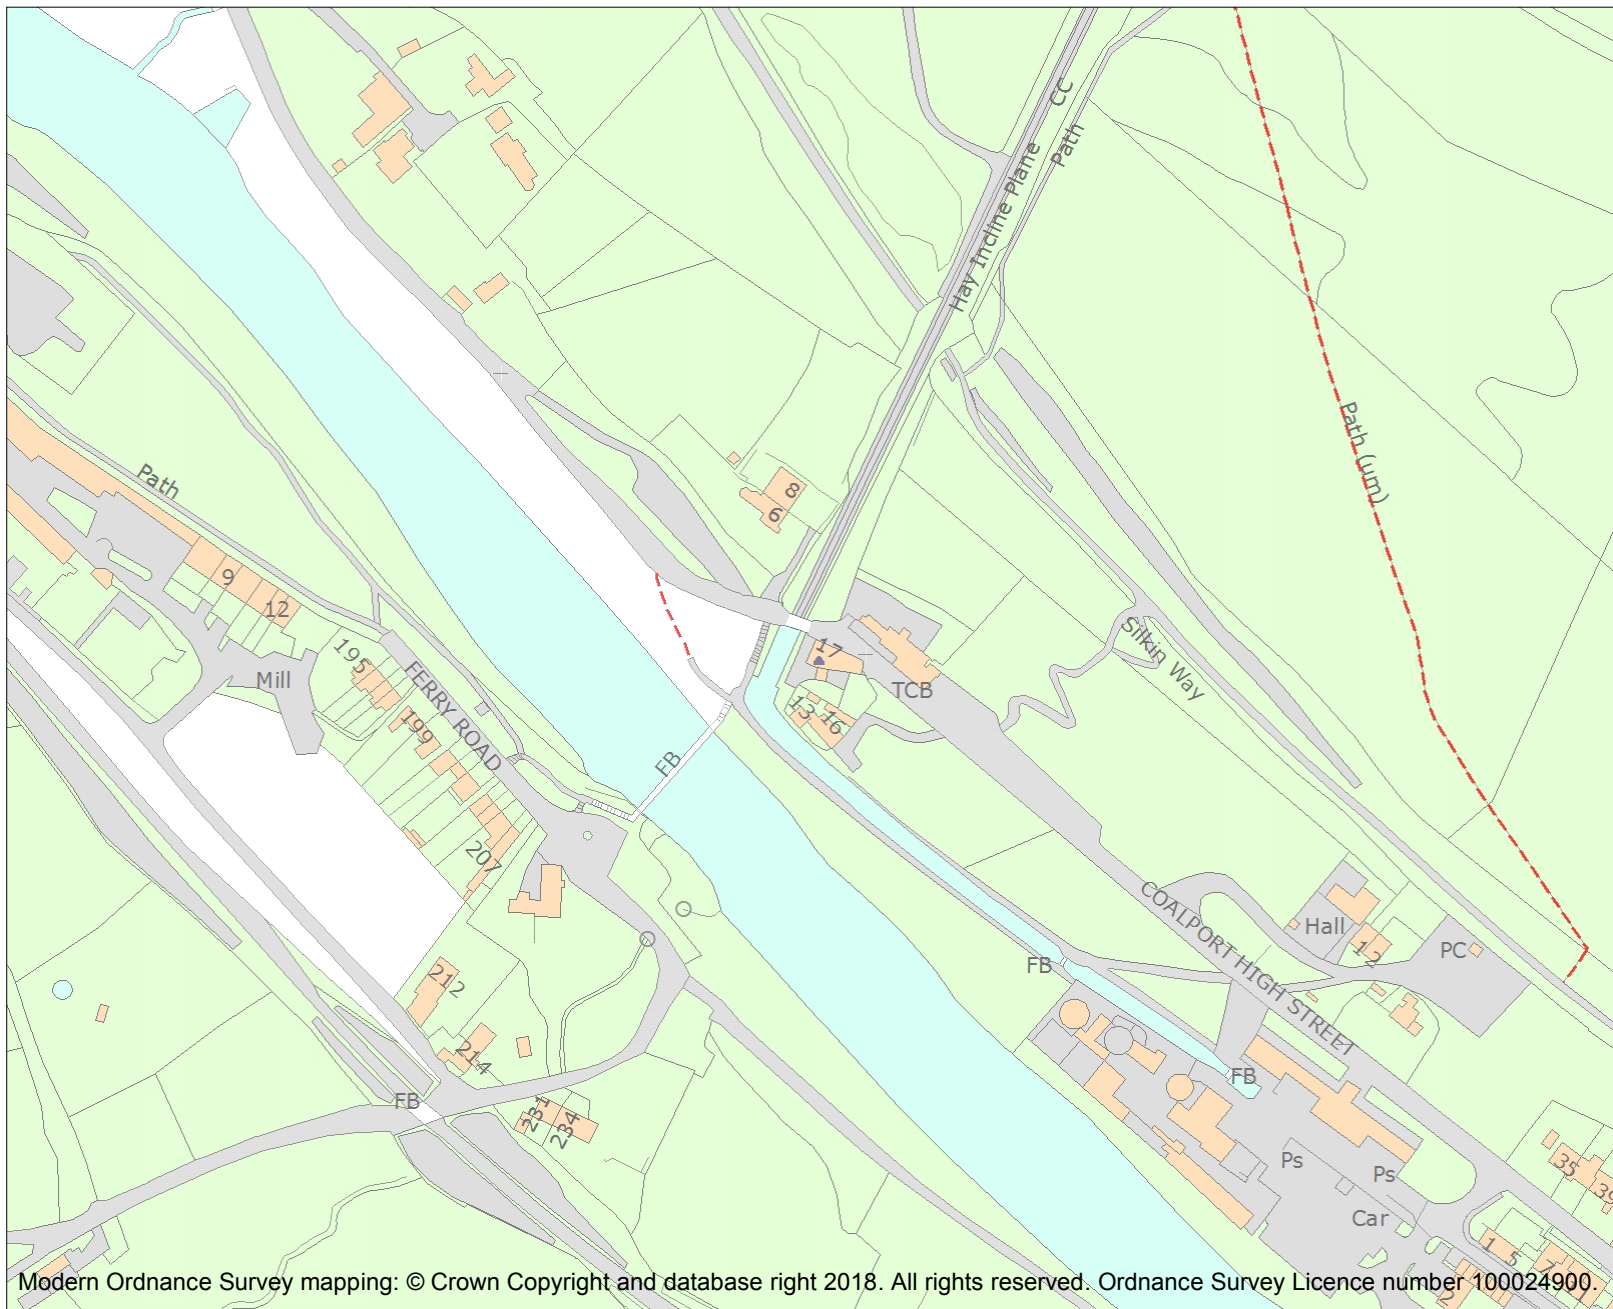 CC
Path
Hay Incline Plane
Path (um)
Path
8
6
9
12
195
Mill
FERRY ROAD
199
207
FB
17
TCB
13
16
Silkin Way
COALPORT HIGH STREET
Hall
1
2
PC
FB
FB
212
214
FB
231
234
Ps
Ps
Car
35
39
1
5
7
2
Modern Ordnance Survey mapping: © Crown Copyright and database right 2018. All rights reserved. Ordnance Survey Licence number 100024900.